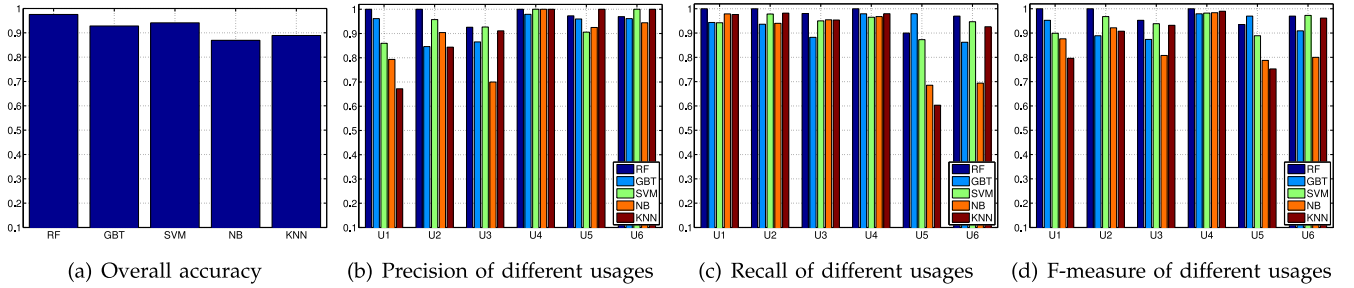 1
0.9
0.8
0.7
0.6
0.5
0.4
0.3
0.2
0.1
RF GBT SVM NB KNN
(a) Overall accuracy
1
0.9
0.8
0.7
0.6
0.5
0.4
0.3
0.2
0.1
U1 U2 U3 U4 U5 U6
RF
GBT
SVM
NB
KNN
(b) Precision of different usages
1
0.9
0.8
0.7
0.6
0.5
0.4
0.3
0.2
0.1
U1 U2 U3 U4 U5 U6
RF
GBT
SVM
NB
KNN
(c) Recall of different usages
1
0.9
0.8
0.7
0.6
0.5
0.4
0.3
0.2
0.1
U1 U2 U3 U4 U5 U6
RF
GBT
SVM
NB
KNN
(d) F-measure of different usages